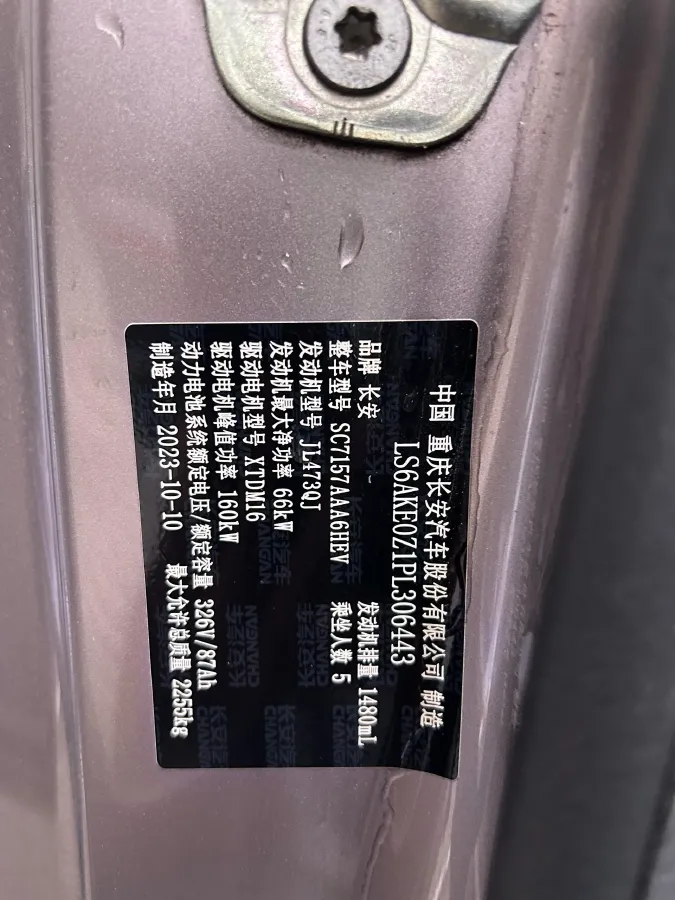 中国 重庆长安汽车股份有限公司 制造
LS6AKE0Z1PL306443
品牌 长安 发动机排量 1480mL
整车型号 SC7157AAA6HEV 乘坐人数 5
发动机型号 JL473QJ
发动机最大净功率 66kW
驱动电机型号 XTDM16
驱动电机峰值功率 160kW
动力电池系统额定电压/额定容量 326V/87Ah
制造年月 2023-10-10 最大允许总质量 2255kg